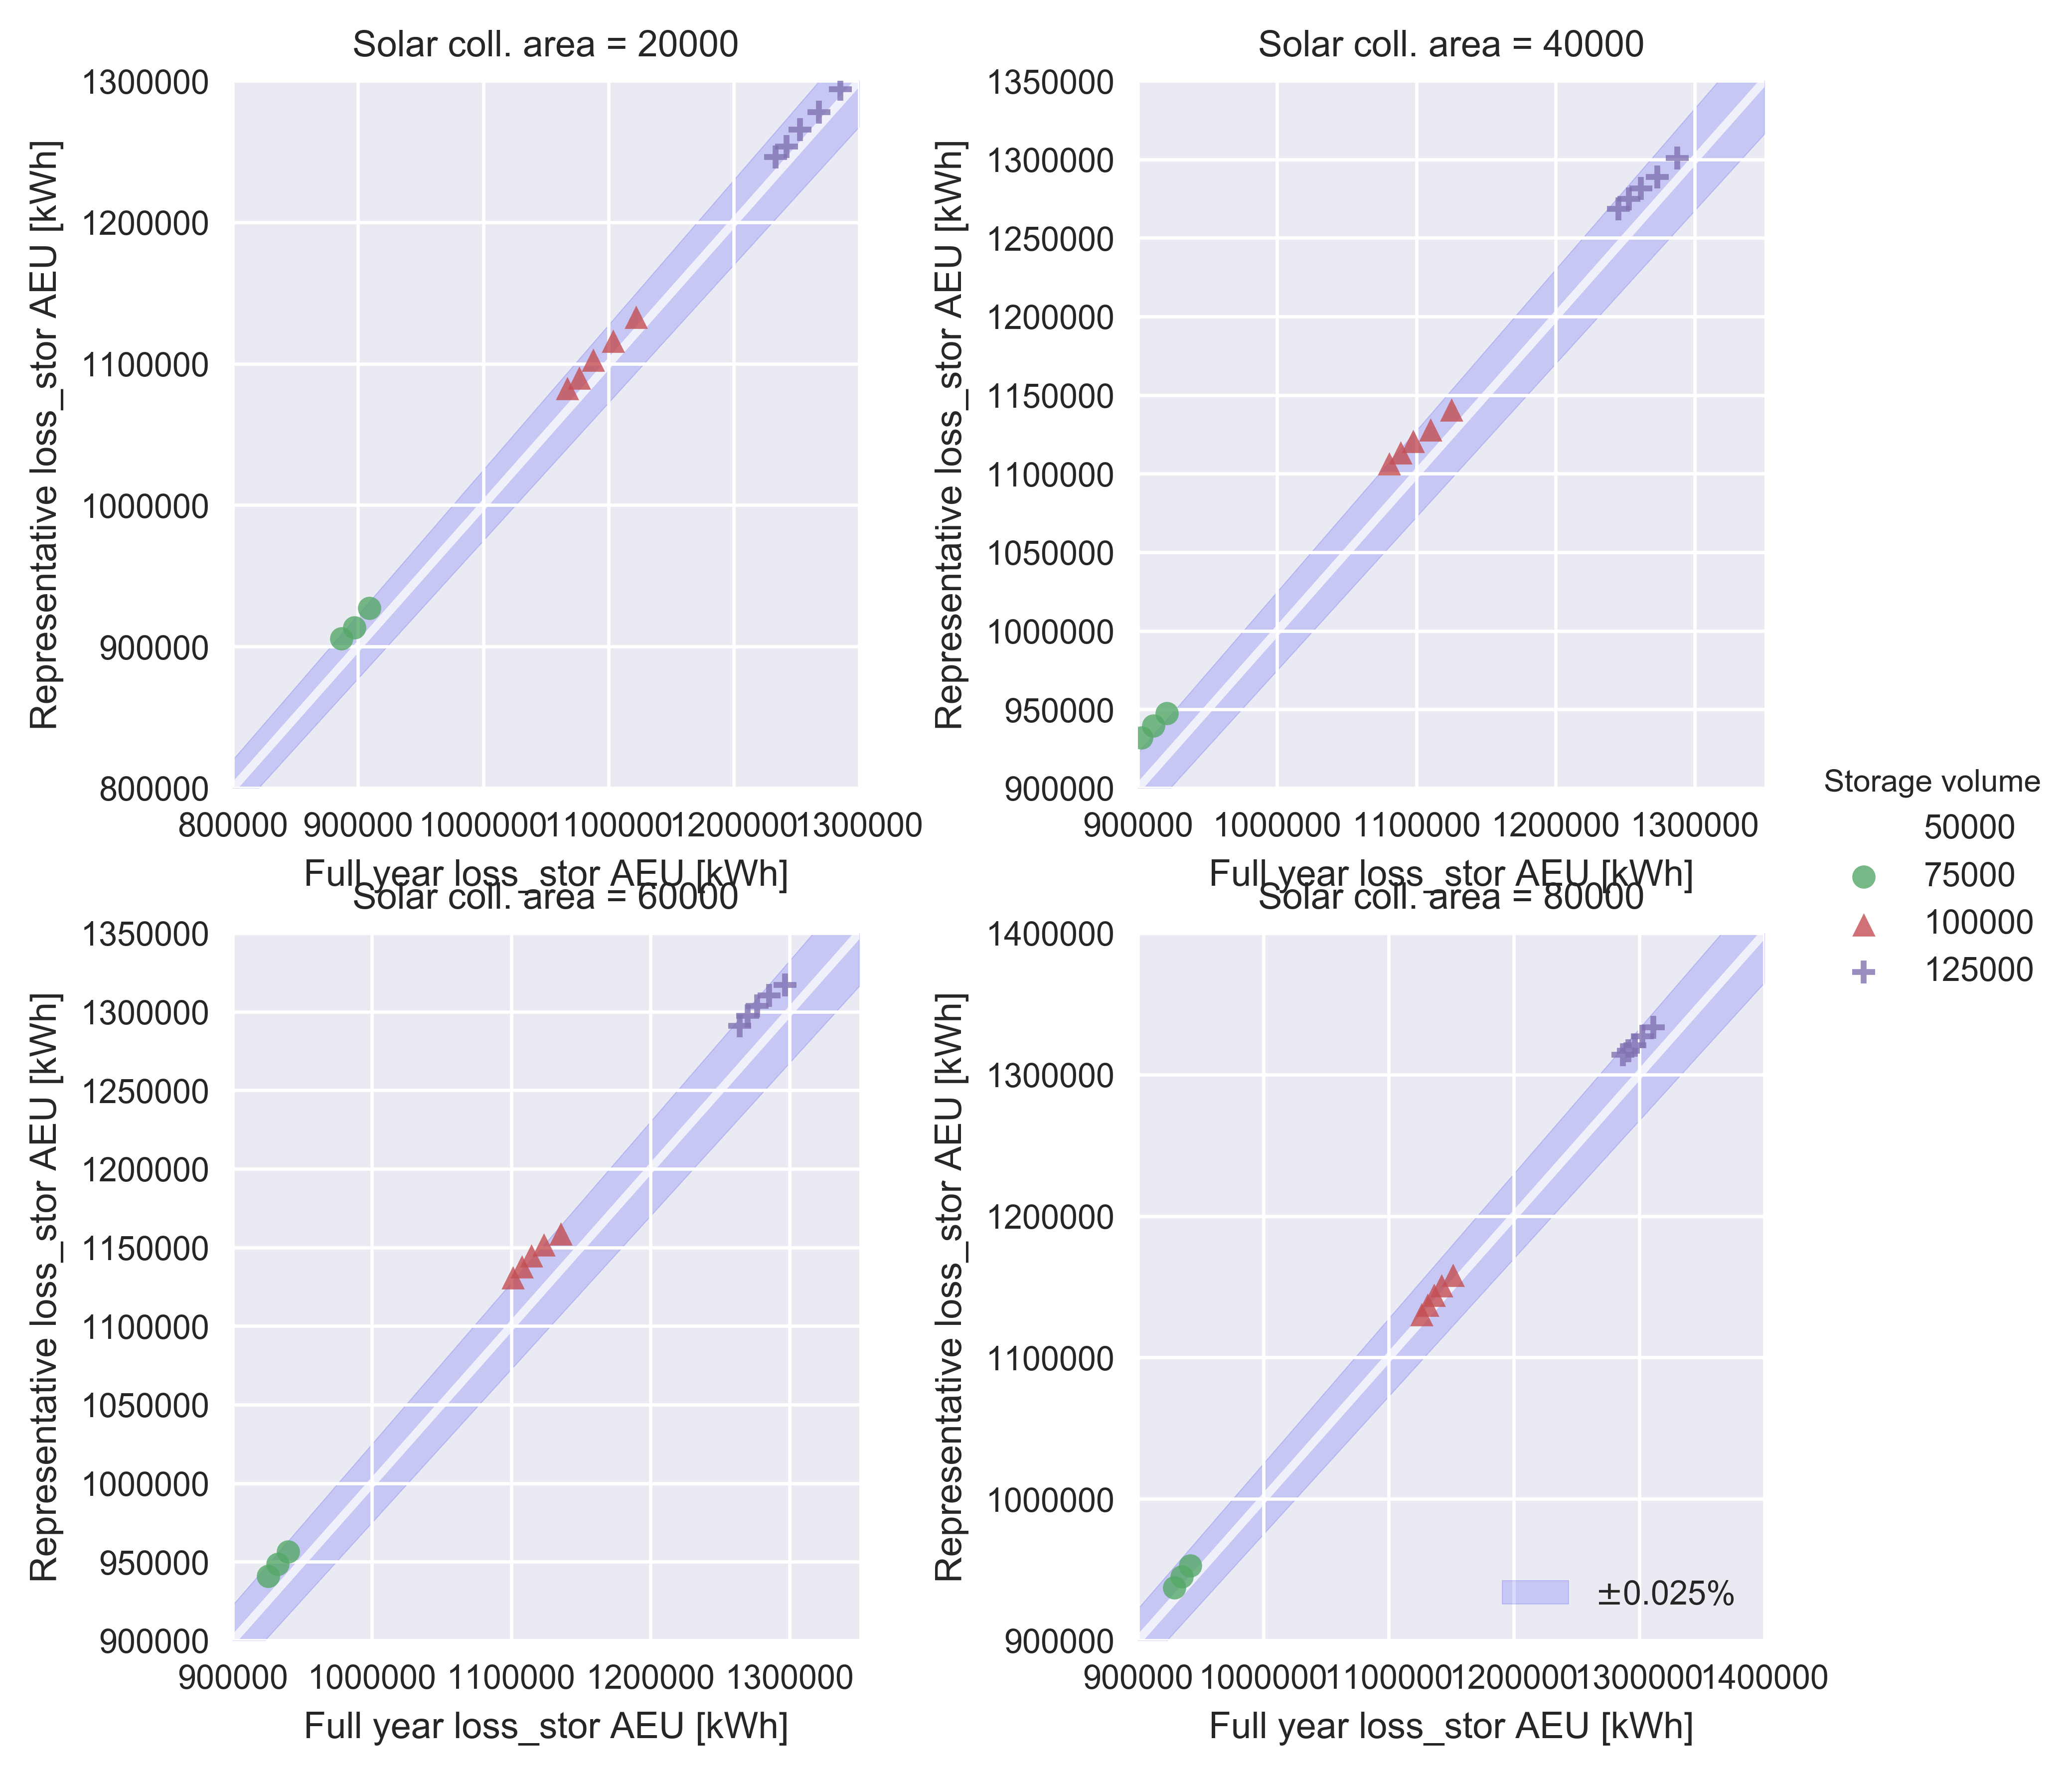 Solar coll. area = 20000
1300000
1200000
1100000
1000000
900000
800000
Representative loss_stor AEU [kWh]
800000 900000 1000000 1100000 1200000 1300000
Full year loss_stor AEU [kWh]
Solar coll. area = 40000
1350000
1300000
1250000
1200000
1150000
1100000
1050000
1000000
950000
900000
Representative loss_stor AEU [kWh]
900000 1000000 1100000 1200000 1300000
Full year loss_stor AEU [kWh]
Storage volume
50000
75000
100000
125000
Solar coll. area = 60000
1350000
1300000
1250000
1200000
1150000
1100000
1050000
1000000
950000
900000
Representative loss_stor AEU [kWh]
900000 1000000 1100000 1200000 1300000
Full year loss_stor AEU [kWh]
Solar coll. area = 80000
1400000
1300000
1200000
1100000
1000000
900000
Representative loss_stor AEU [kWh]
±0.025%
900000 1000000 1100000 1200000 1300000 1400000
Full year loss_stor AEU [kWh]